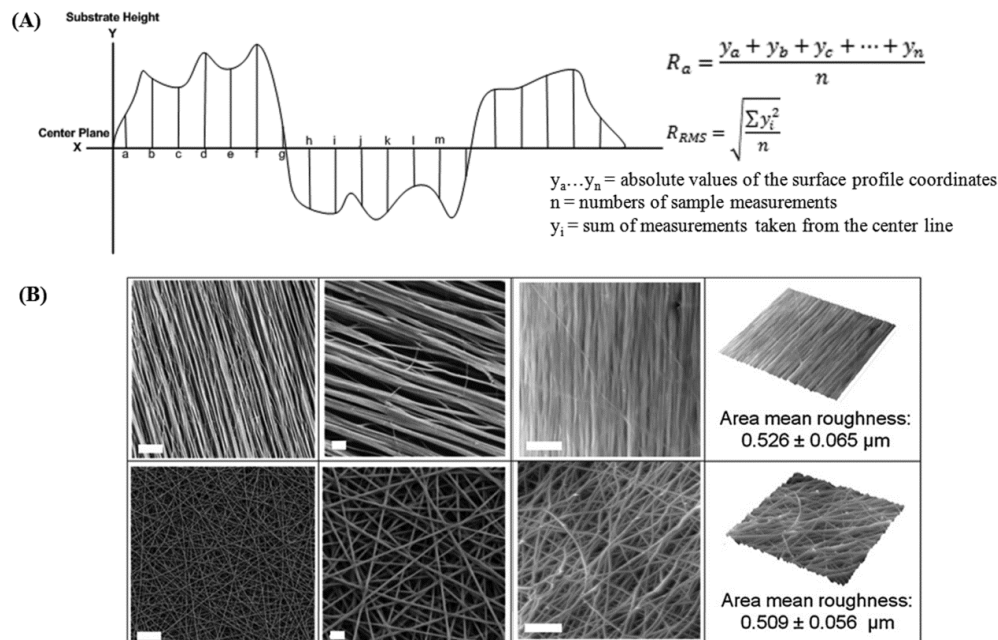 (A)
Substrate Height
Y
Center Plane
X
a b c d e f g
h i j k l m
R_a = (y_a + y_b + y_c + ⋯ + y_n) / n
R_RMS = √(Σy_i² / n)
y_a…y_n = absolute values of the surface profile coordinates
n = numbers of sample measurements
y_i = sum of measurements taken from the center line
(B)
Area mean roughness:
0.526 ± 0.065 μm
Area mean roughness:
0.509 ± 0.056 μm